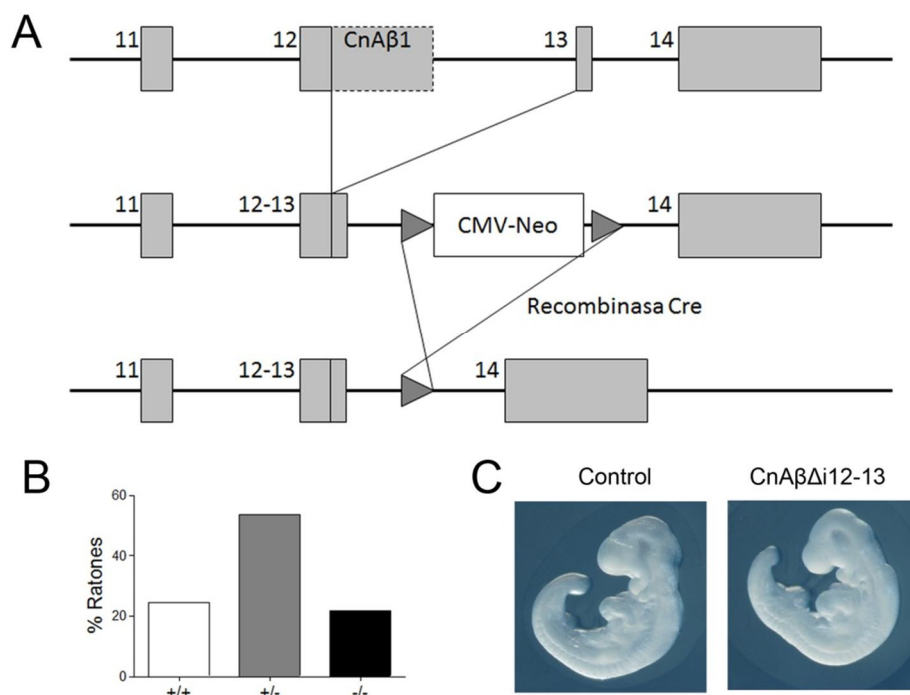 A
11 12 CnAβ1 13 14
11 12-13 CMV-Neo 14
Recombinasa Cre
11 12-13 14
B
% Ratones
60
40
20
0
+/+ +/- -/-
C
Control CnAβΔi12-13